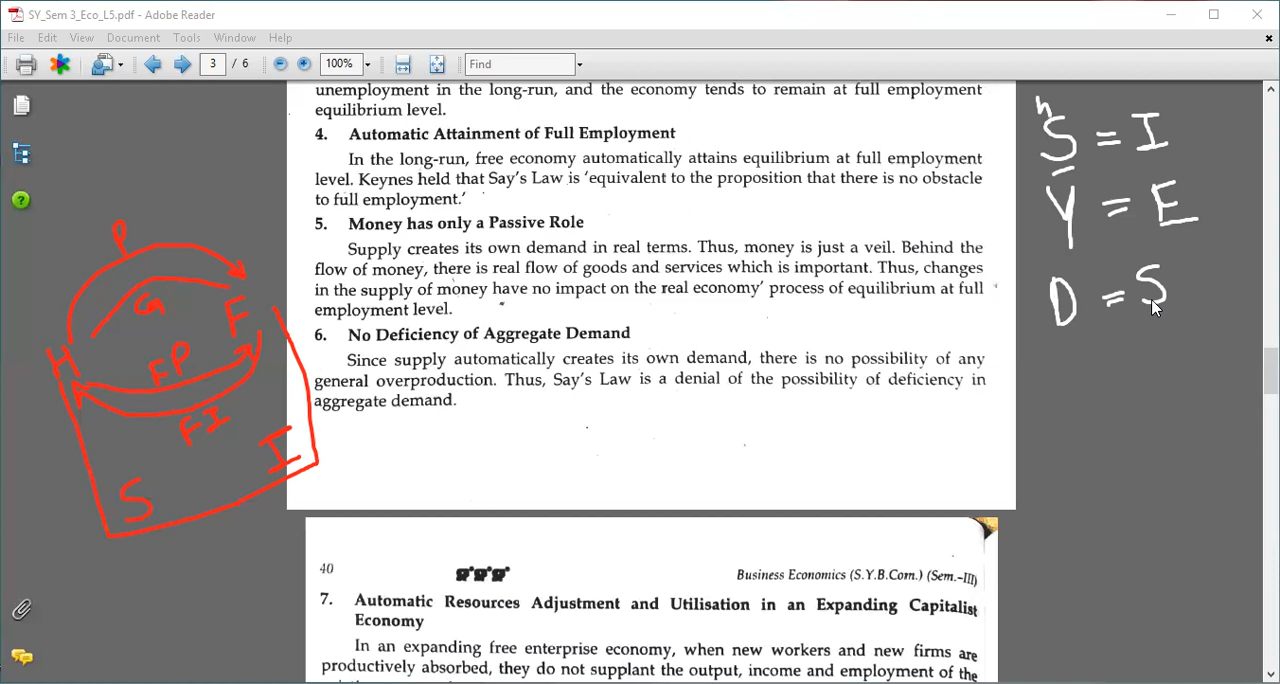 SY_Sem 3_Eco_L5.pdf - Adobe Reader
File Edit View Document Tools Window Help
3 / 6 100% Find
unemployment in the long-run, and the economy tends to remain at full employment
equilibrium level.
4. Automatic Attainment of Full Employment
In the long-run, free economy automatically attains equilibrium at full employment
level. Keynes held that Say's Law is 'equivalent to the proposition that there is no obstacle
to full employment.'
5. Money has only a Passive Role
Supply creates its own demand in real terms. Thus, money is just a veil. Behind the
flow of money, there is real flow of goods and services which is important. Thus, changes
in the supply of money have no impact on the real economy' process of equilibrium at full
employment level.
6. No Deficiency of Aggregate Demand
Since supply automatically creates its own demand, there is no possibility of any
general overproduction. Thus, Say's Law is a denial of the possibility of deficiency in
aggregate demand.
40
Business Economics (S.Y.B.Com.) (Sem.-III)
7. Automatic Resources Adjustment and Utilisation in an Expanding Capitalist
Economy
In an expanding free enterprise economy, when new workers and new firms are
productively absorbed, they do not supplant the output, income and employment of the
P
G
H
F
FP
FI
S
I
h
S = I
Y = E
D = S